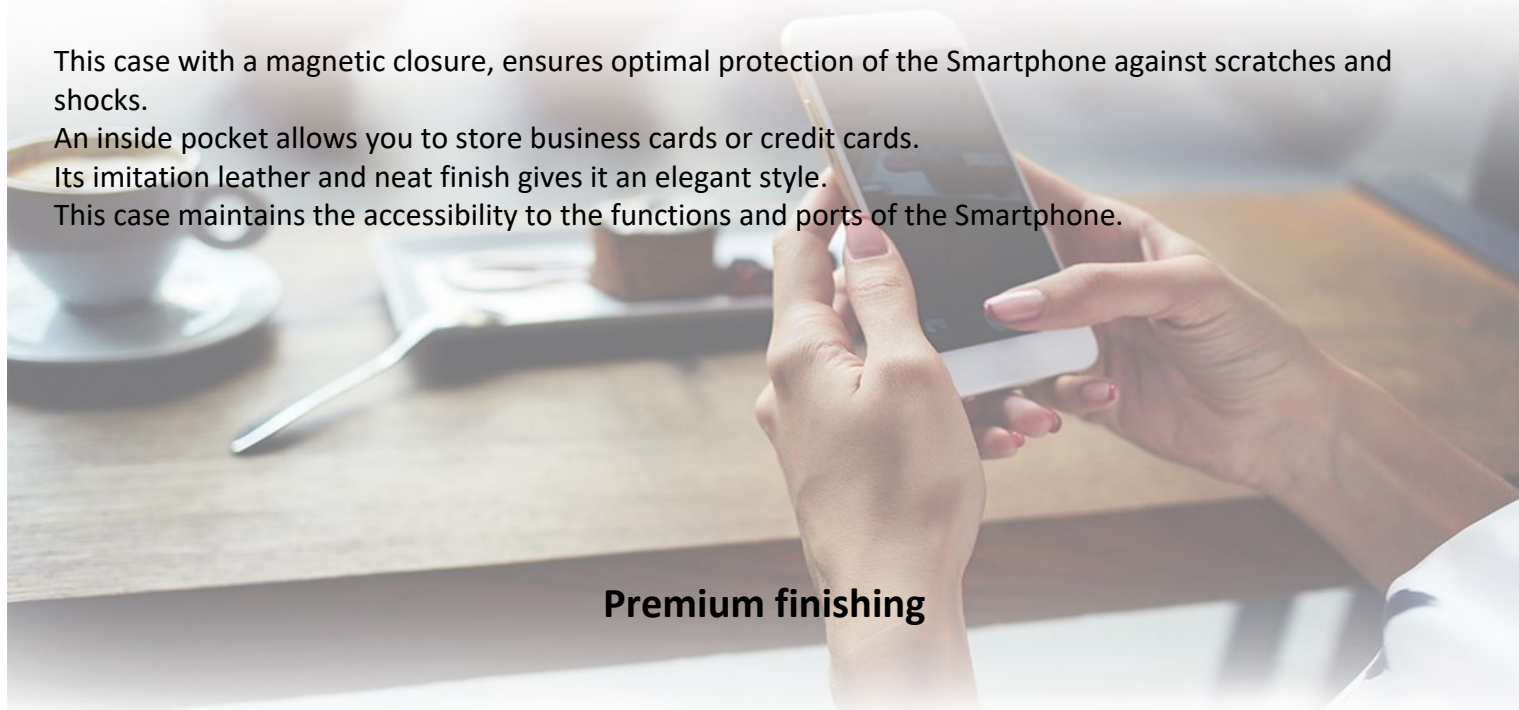 This case with a magnetic closure, ensures optimal protection of the Smartphone against scratches and
shocks.
An inside pocket allows you to store business cards or credit cards.
Its imitation leather and neat finish gives it an elegant style.
This case maintains the accessibility to the functions and ports of the Smartphone.
Premium finishing